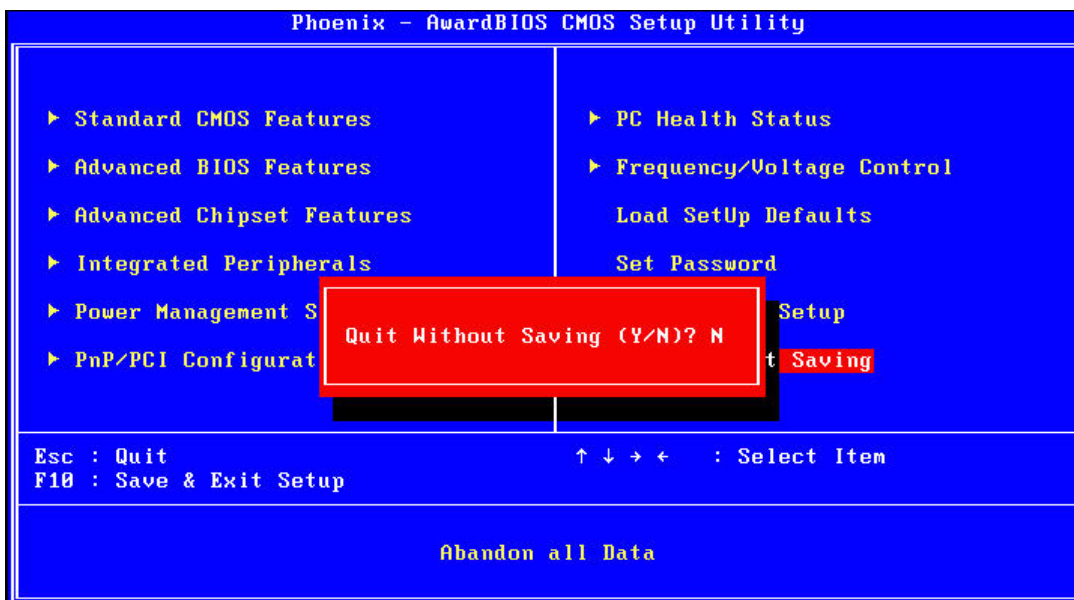 Phoenix - AwardBIOS CMOS Setup Utility
Standard CMOS Features
Advanced BIOS Features
Advanced Chipset Features
Integrated Peripherals
Power Management S
PnP/PCI Configurat
PC Health Status
Frequency/Voltage Control
Load SetUp Defaults
Set Password
Setup
t Saving
Quit Without Saving (Y/N)? N
Esc : Quit
F10 : Save & Exit Setup
↑ ↓ → ← : Select Item
Abandon all Data